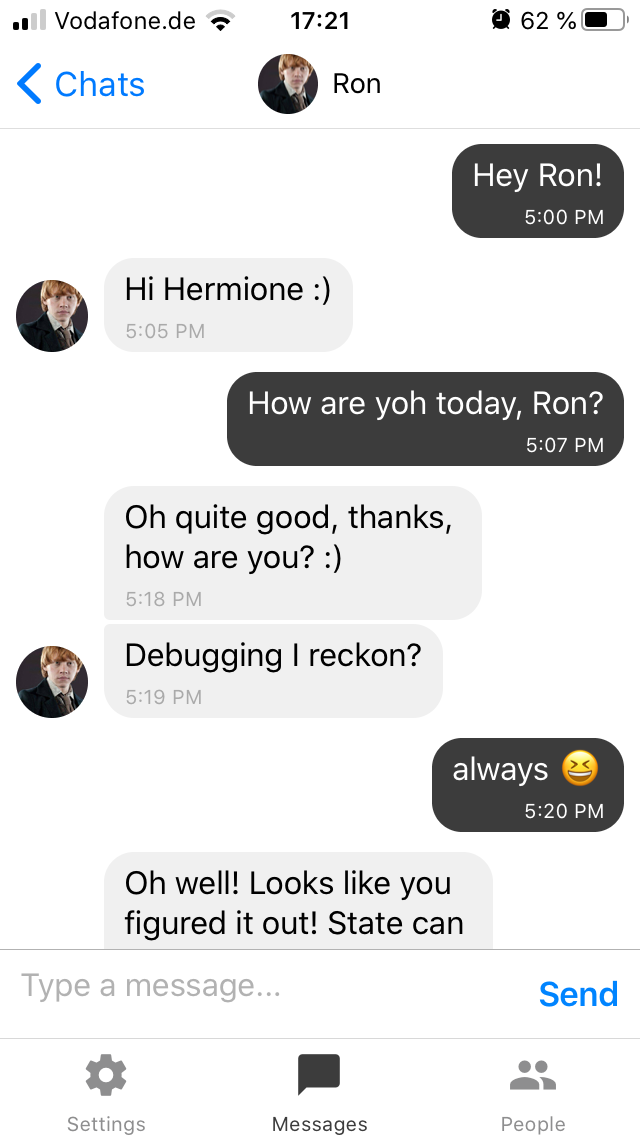 Vodafone.de 17:21 62 %
Chats Ron
Hey Ron!
5:00 PM
Hi Hermione :)
5:05 PM
How are yoh today, Ron?
5:07 PM
Oh quite good, thanks,
how are you? :)
5:18 PM
Debugging I reckon?
5:19 PM
always 😆
5:20 PM
Oh well! Looks like you
figured it out! State can
Type a message...
Send
Settings Messages People